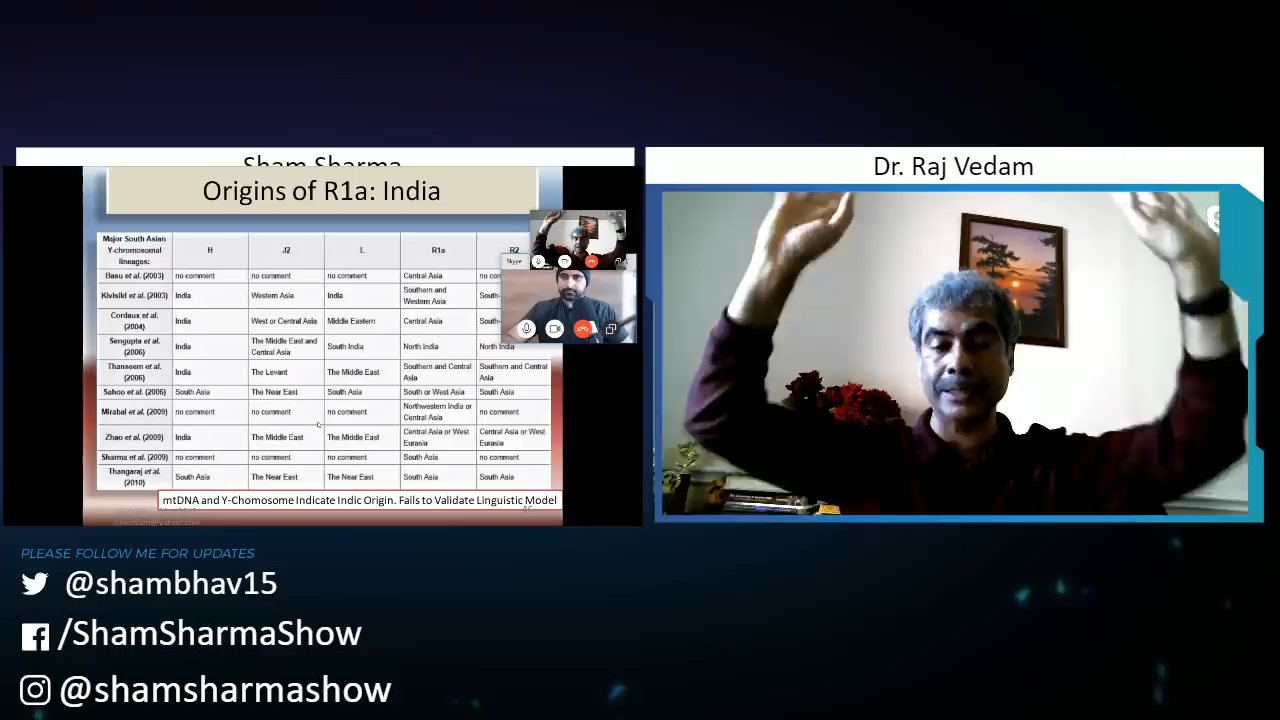 Sham Sharma
Dr. Raj Vedam
Origins of R1a: India
Major South Asian Y-chromosomal lineages: H J2 L R1a R2
Basu et al. (2003) no comment no comment no comment Central Asia no
Kivisild et al. (2003) India Western Asia India Southern and Western Asia South-
Cordaux et al. (2004) India West or Central Asia Middle Eastern Central Asia South-
Sengupta et al. (2006) India The Middle East and Central Asia South India North India North India
Thanseem et al. (2006) India The Levant The Middle East Southern and Central Asia Southern and Central Asia
Sahoo et al. (2006) South Asia The Near East South Asia South or West Asia South Asia
Mirabal et al. (2009) no comment no comment no comment Northwestern India or Central Asia no comment
Zhao et al. (2009) India The Middle East The Middle East Central Asia or West Eurasia Central Asia or West Eurasia
Sharma et al. (2009) no comment no comment no comment South Asia no comment
Thangaraj et al. (2010) South Asia The Near East The Near East South Asia South Asia
Skype
mtDNA and Y-Chomosome Indicate Indic Origin. Fails to Validate Linguistic Model
PLEASE FOLLOW ME FOR UPDATES
@shambhav15
/ShamSharmaShow
@shamsharmashow